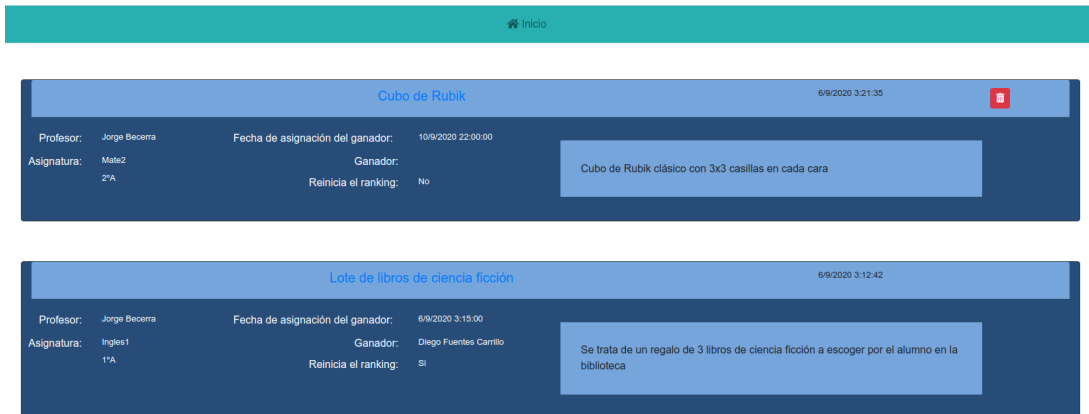 Inicio
Cubo de Rubik
6/9/2020 3:21:35
Profesor: Jorge Becerra
Fecha de asignación del ganador: 10/9/2020 22:00:00
Asignatura: Mate2
Ganador:
2ºA
Reinicia el ranking: No
Cubo de Rubik clásico con 3x3 casillas en cada cara
Lote de libros de ciencia ficción
6/9/2020 3:12:42
Profesor: Jorge Becerra
Fecha de asignación del ganador: 6/9/2020 3:15:00
Asignatura: Ingles1
Ganador: Diego Fuentes Carrillo
1ºA
Reinicia el ranking: Si
Se trata de un regalo de 3 libros de ciencia ficción a escoger por el alumno en la
biblioteca